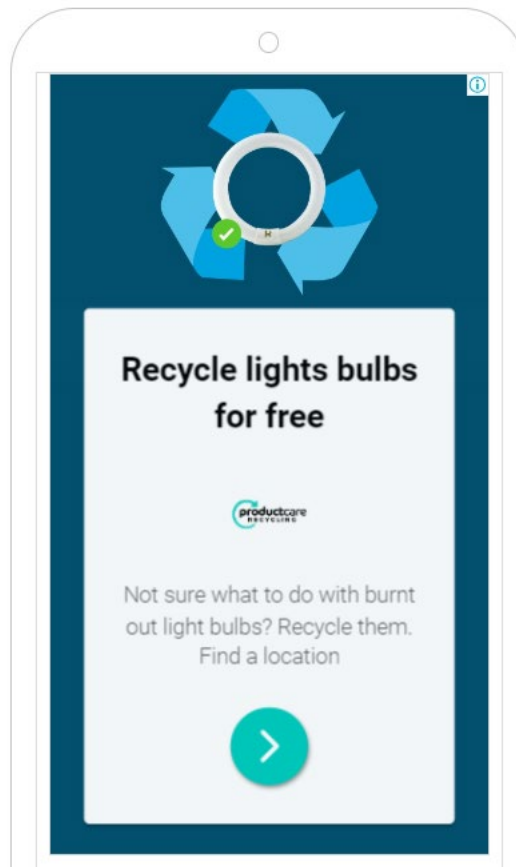 Recycle lights bulbs
for free
productcare
RECYCLING
Not sure what to do with burnt
out light bulbs? Recycle them.
Find a location